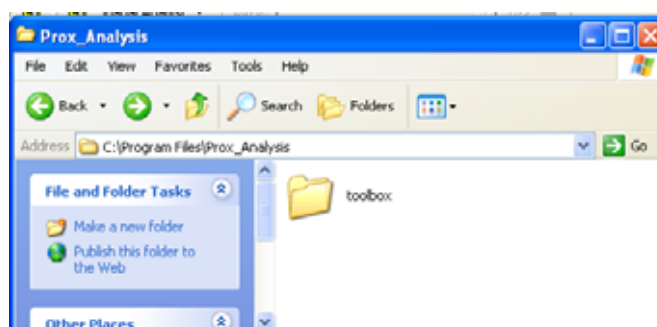 Prox_Analysis
File Edit View Favorites Tools Help
Back Search Folders
Address C:\Program Files\Prox_Analysis Go
File and Folder Tasks
Make a new folder
Publish this folder to
the Web
Other Places
toolbox